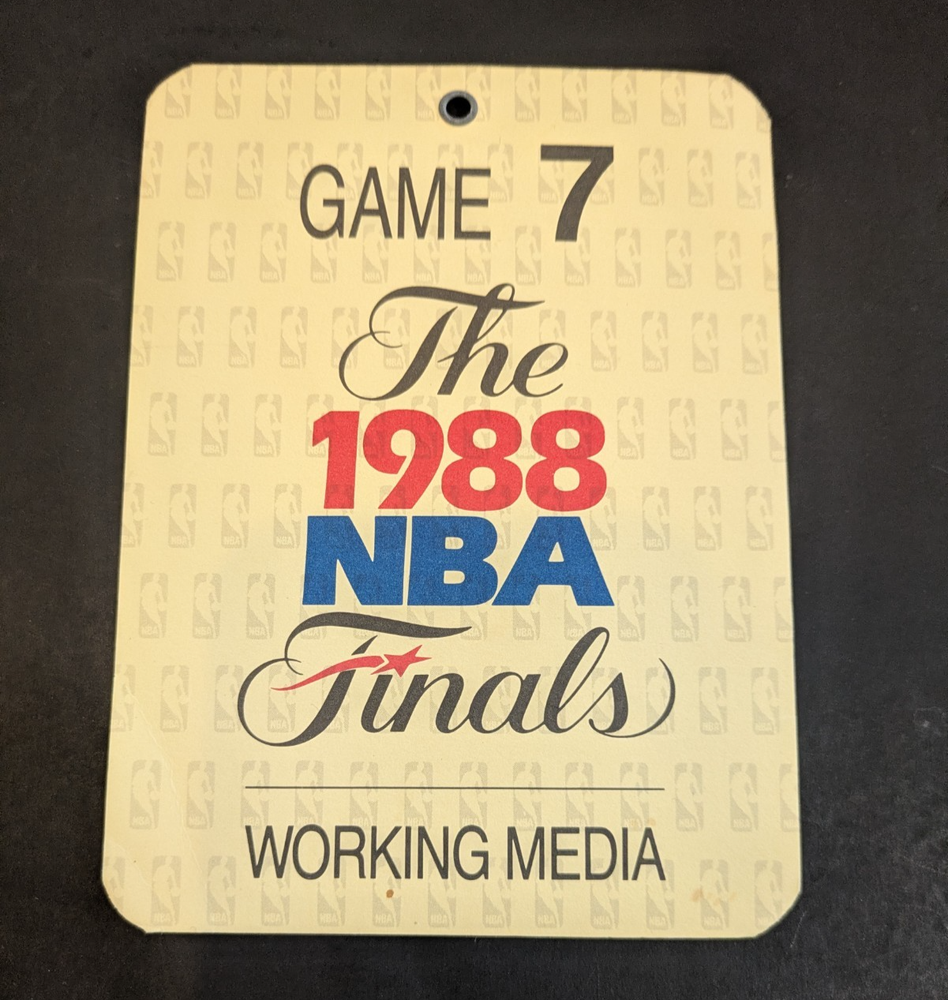 GAME 7
The
1988
NBA
Finals
WORKING MEDIA